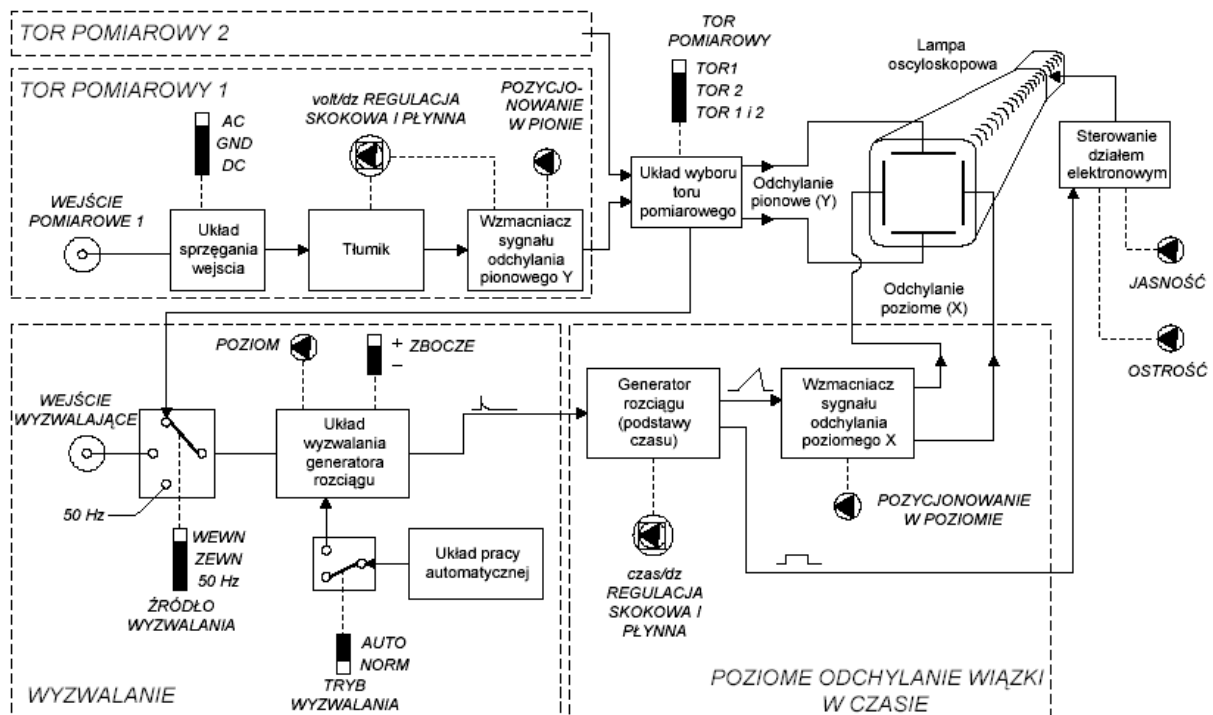 TOR POMIAROWY 2
TOR POMIAROWY 1
AC
GND
DC
volt/dz REGULACJA
SKOKOWA I PŁYNNA
POZYCJO-
NOWANIE
W PIONIE
WEJŚCIE
POMIAROWE 1
Układ
sprzęgania
wejscia
Tłumik
Wzmacniacz
sygnału
odchylania
pionowego Y
TOR
POMIAROWY
TOR1
TOR 2
TOR 1 i 2
Układ wyboru
toru
pomiarowego
Odchylanie
pionowe (Y)
Lampa
oscyloskopowa
Sterowanie
działem
elektronowym
JASNOŚĆ
OSTROŚĆ
Odchylanie
poziome (X)
POZIOM
+ ZBOCZE
–
WEJŚCIE
WYZWALAJĄCE
50 Hz
Układ
wyzwalania
generatora
rozciągu
WEWN
ZEWN
50 Hz
ŹRÓDŁO
WYZWALANIA
Układ pracy
automatycznej
AUTO
NORM
TRYB
WYZWALANIA
WYZWALANIE
Generator
rozciągu
(podstawy
czasu)
Wzmacniacz
sygnału
odchylania
poziomego X
POZYCJONOWANIE
W POZIOMIE
czas/dz
REGULACJA
SKOKOWA I
PŁYNNA
POZIOME ODCHYLANIE WIĄZKI
W CZASIE